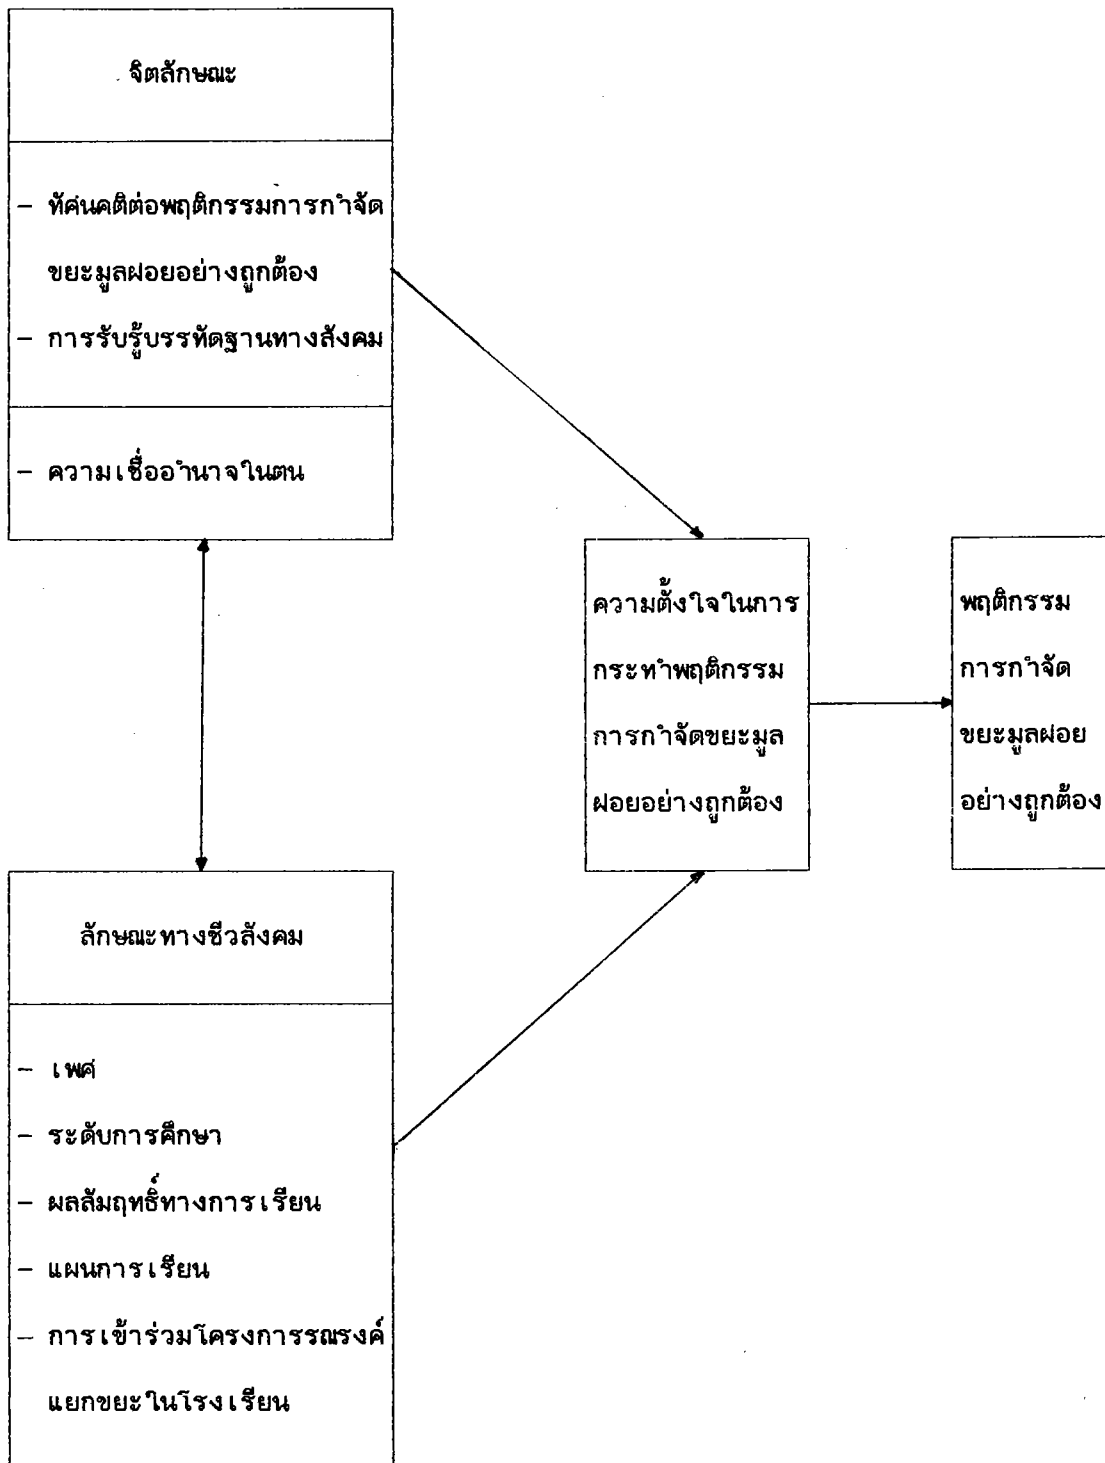 จิตลักษณะ
- ทัศนคติต่อพฤติกรรมการกำจัด
ขยะมูลฝอยอย่างถูกต้อง
- การรับรู้บรรทัดฐานทางสังคม
- ความเชื่ออำนาจในตน
ความตั้งใจในการ
กระทำพฤติกรรม
การกำจัดขยะมูล
ฝอยอย่างถูกต้อง
พฤติกรรม
การกำจัด
ขยะมูลฝอย
อย่างถูกต้อง
ลักษณะทางชีวสังคม
- เพศ
- ระดับการศึกษา
- ผลสัมฤทธิ์ทางการเรียน
- แผนการเรียน
- การเข้าร่วมโครงการรณรงค์
แยกขยะในโรงเรียน